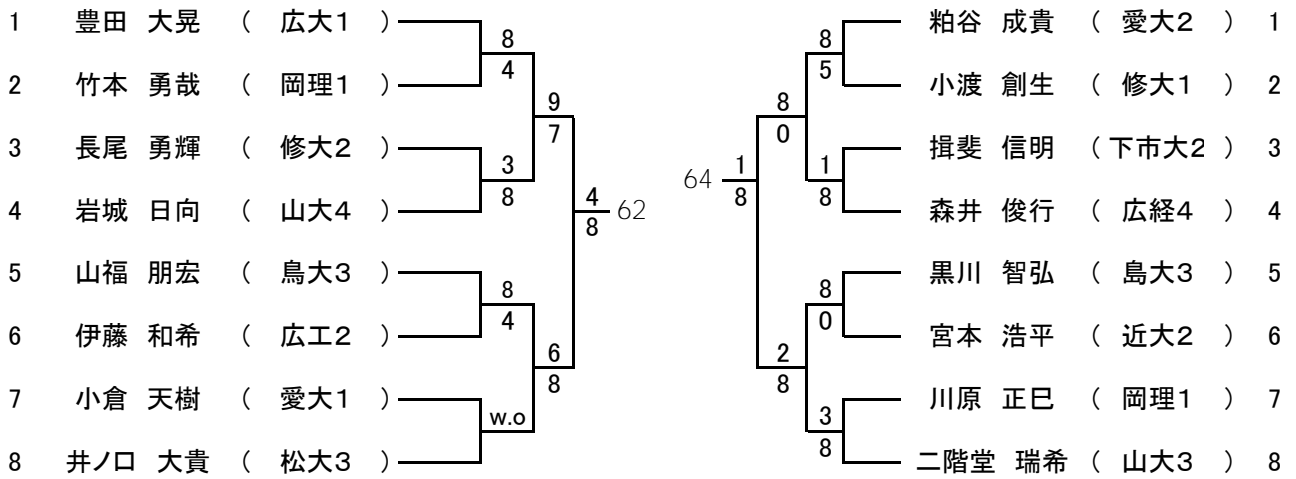 1 豊田 大晃 ( 広大1 ) 8 8 粕谷 成貴 ( 愛大2 ) 1
4 5
2 竹本 勇哉 ( 岡理1 ) 9 8 小渡 創生 ( 修大1 ) 2
7 0
3 長尾 勇輝 ( 修大2 ) 3 1 1 揖斐 信明 ( 下市大2 ) 3
8 64 8 8
4 岩城 日向 ( 山大4 ) 4 62 森井 俊行 ( 広経4 ) 4
8
5 山福 朋宏 ( 鳥大3 ) 8 8 黒川 智弘 ( 島大3 ) 5
4 0
6 伊藤 和希 ( 広工2 ) 6 2 宮本 浩平 ( 近大2 ) 6
8 8
7 小倉 天樹 ( 愛大1 ) w.o 3 川原 正巳 ( 岡理1 ) 7
8
8 井ノ口 大貴 ( 松大3 ) 二階堂 瑞希 ( 山大3 ) 8